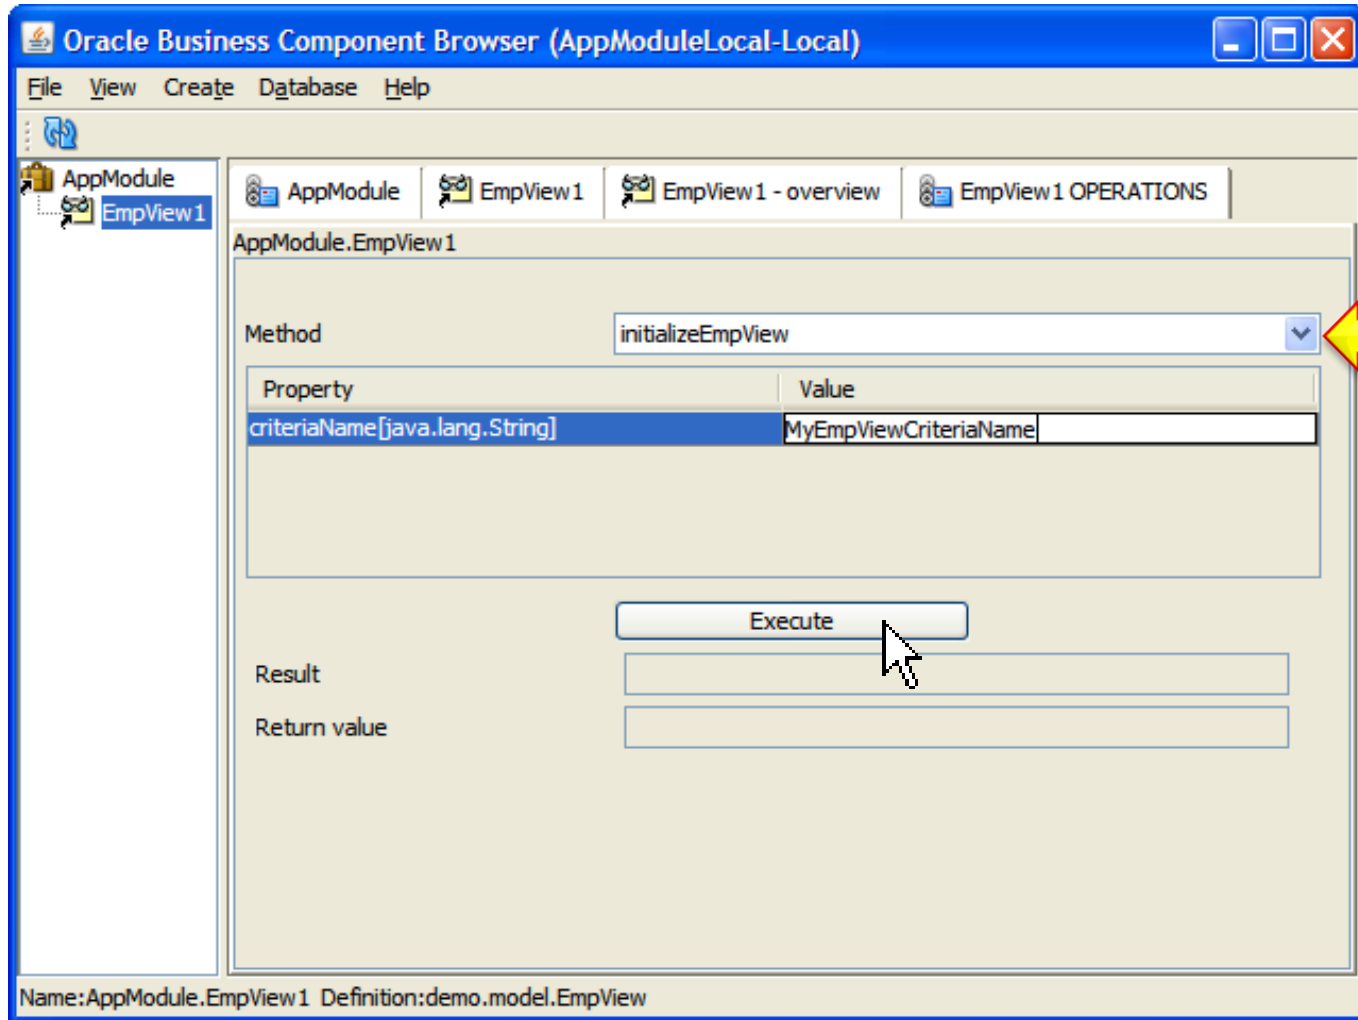 Oracle Business Component Browser (AppModuleLocal-Local)
File View Create Database Help
AppModule
EmpView1
AppModule EmpView1 EmpView1 - overview EmpView1 OPERATIONS
AppModule.EmpView1
Method initializeEmpView
Property Value
criteriaName[java.lang.String] MyEmpViewCriteriaName
Execute
Result
Return value
Name:AppModule.EmpView1 Definition:demo.model.EmpView